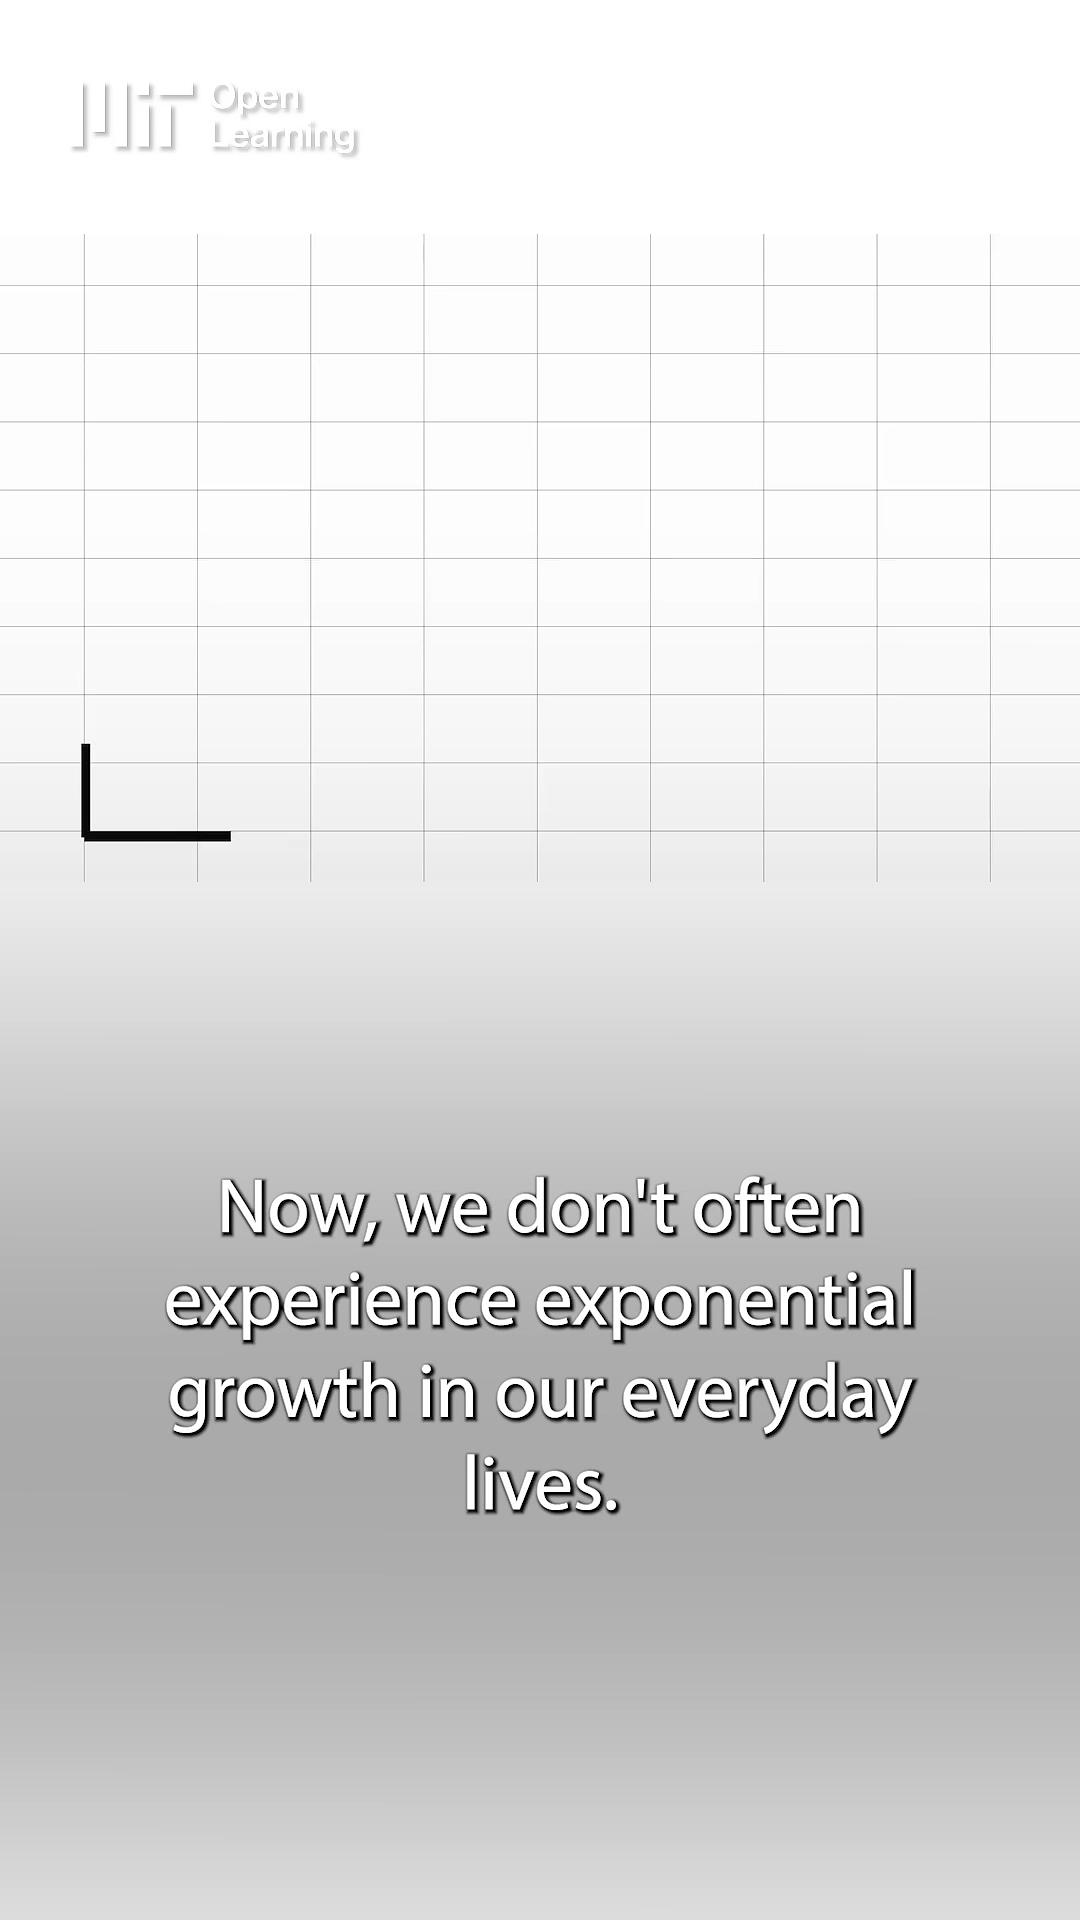 MIT Open
Learning
Now, we don't often
experience exponential
growth in our everyday
lives.